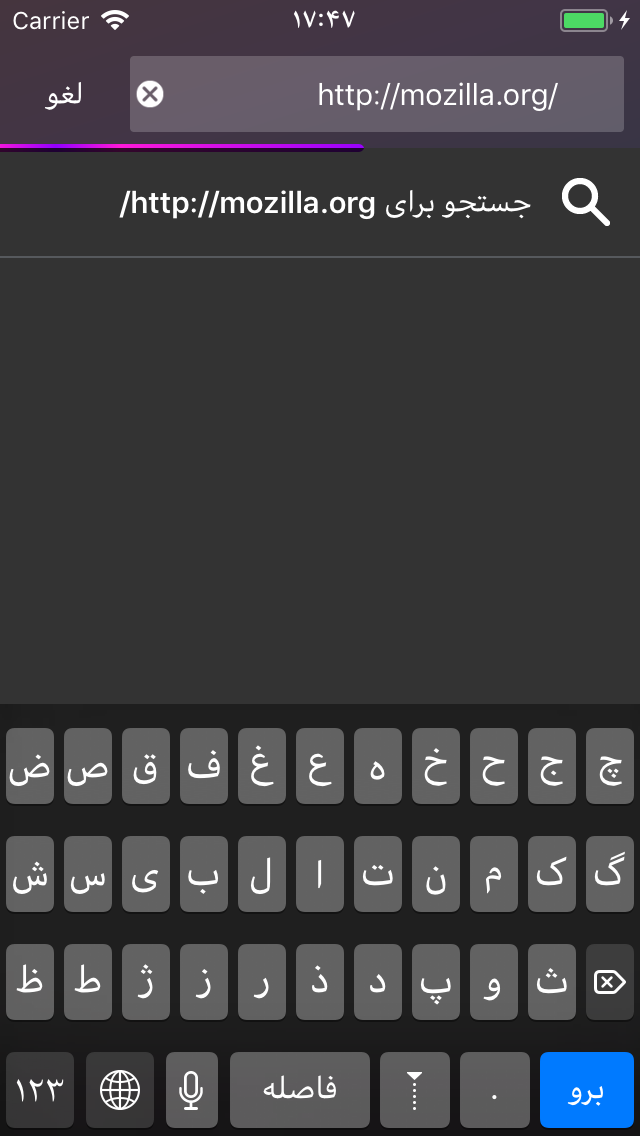 Carrier ۱۷:۴۷
http://mozilla.org/ لغو
جستجو برای http://mozilla.org/
ض ص ق ف غ ع ه خ ح ج چ
ش س ی ب ل ا ت ن م ک گ
ظ ط ژ ز ر ذ د پ و ث
۱۲۳ فاصله . برو